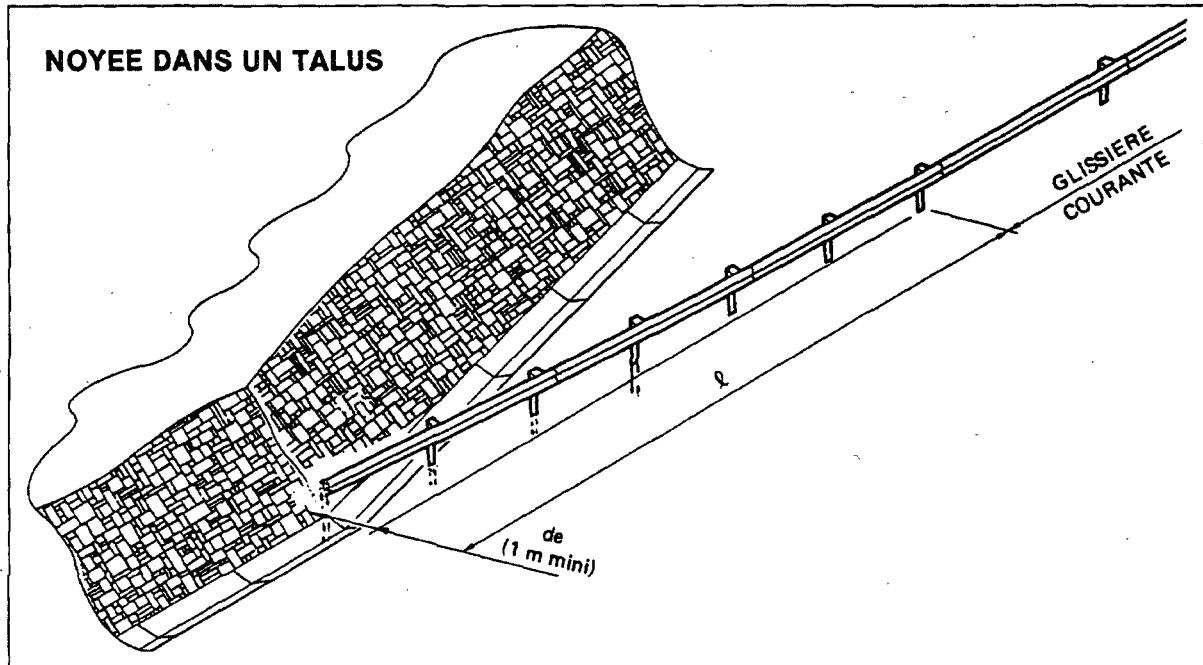 NOYEE DANS UN TALUS
GLISSIERE
COURANTE
ℓ
de
(1 m mini)